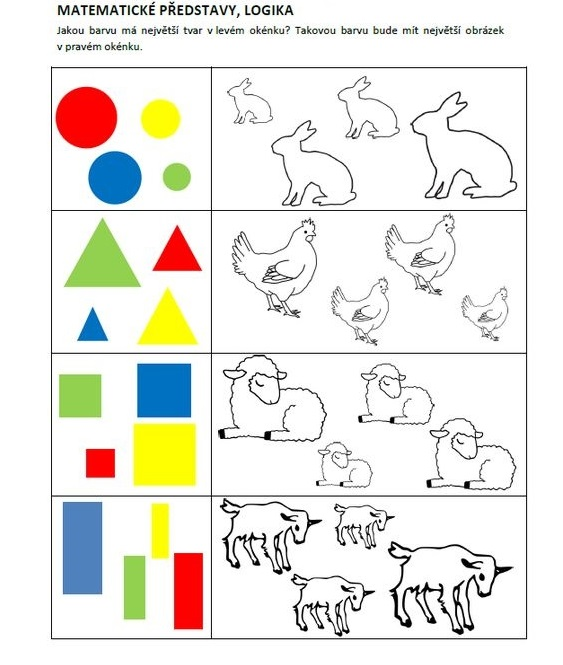 MATEMATICKÉ PŘEDSTAVY, LOGIKA
Jakou barvu má největší tvar v levém okénku? Takovou barvu bude mít největší obrázek
v pravém okénku.